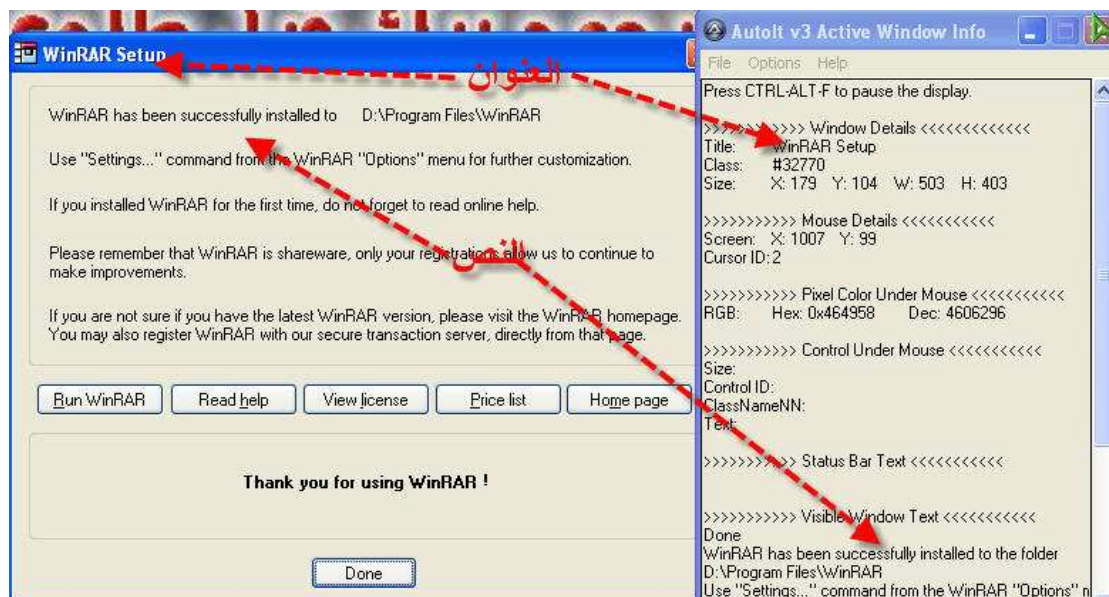 WinRAR Setup
العنوان
WinRAR has been successfully installed to D:\Program Files\WinRAR
Use "Settings..." command from the WinRAR "Options" menu for further customization.
If you installed WinRAR for the first time, do not forget to read online help.
النص
Please remember that WinRAR is shareware, only your registrations allow us to continue to
make improvements.
If you are not sure if you have the latest WinRAR version, please visit the WinRAR homepage.
You may also register WinRAR with our secure transaction server, directly from that page.
Run WinRAR Read help View license Price list Home page
Thank you for using WinRAR !
Done
AutoIt v3 Active Window Info
File Options Help
Press CTRL-ALT-F to pause the display.
>>>>>>>>>>> Window Details <<<<<<<<<<<<<
Title: WinRAR Setup
Class: #32770
Size: X: 179 Y: 104 W: 503 H: 403
>>>>>>>>>>> Mouse Details <<<<<<<<<<<
Screen: X: 1007 Y: 99
Cursor ID: 2
>>>>>>>>>>> Pixel Color Under Mouse <<<<<<<<<<<
RGB: Hex: 0x464958 Dec: 4606296
>>>>>>>>>>> Control Under Mouse <<<<<<<<<<<
Size:
Control ID:
ClassNameNN:
Text:
>>>>>>>>>>> Status Bar Text <<<<<<<<<<<
>>>>>>>>>>> Visible Window Text <<<<<<<<<<<
Done
WinRAR has been successfully installed to the folder
D:\Program Files\WinRAR
Use "Settings..." command from the WinRAR "Options"